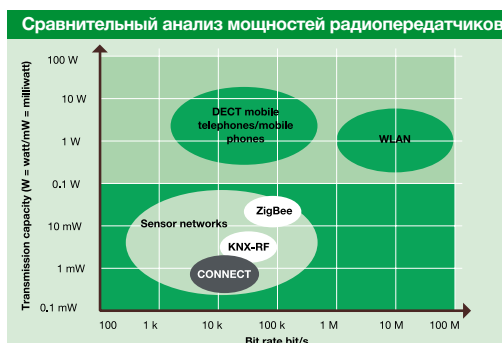 Сравнительный анализ мощностей радиопередатчиков
Transmission capacity (W = watt/mW = milliwatt)
100 W
10 W
1 W
0.1 W
10 mW
1 mW
0.1 mW
DECT mobile
telephones/mobile
phones
WLAN
ZigBee
Sensor networks
KNX-RF
CONNECT
100 1 k 10 k 100 k 1 M 10 M 100 M
Bit rate bit/s